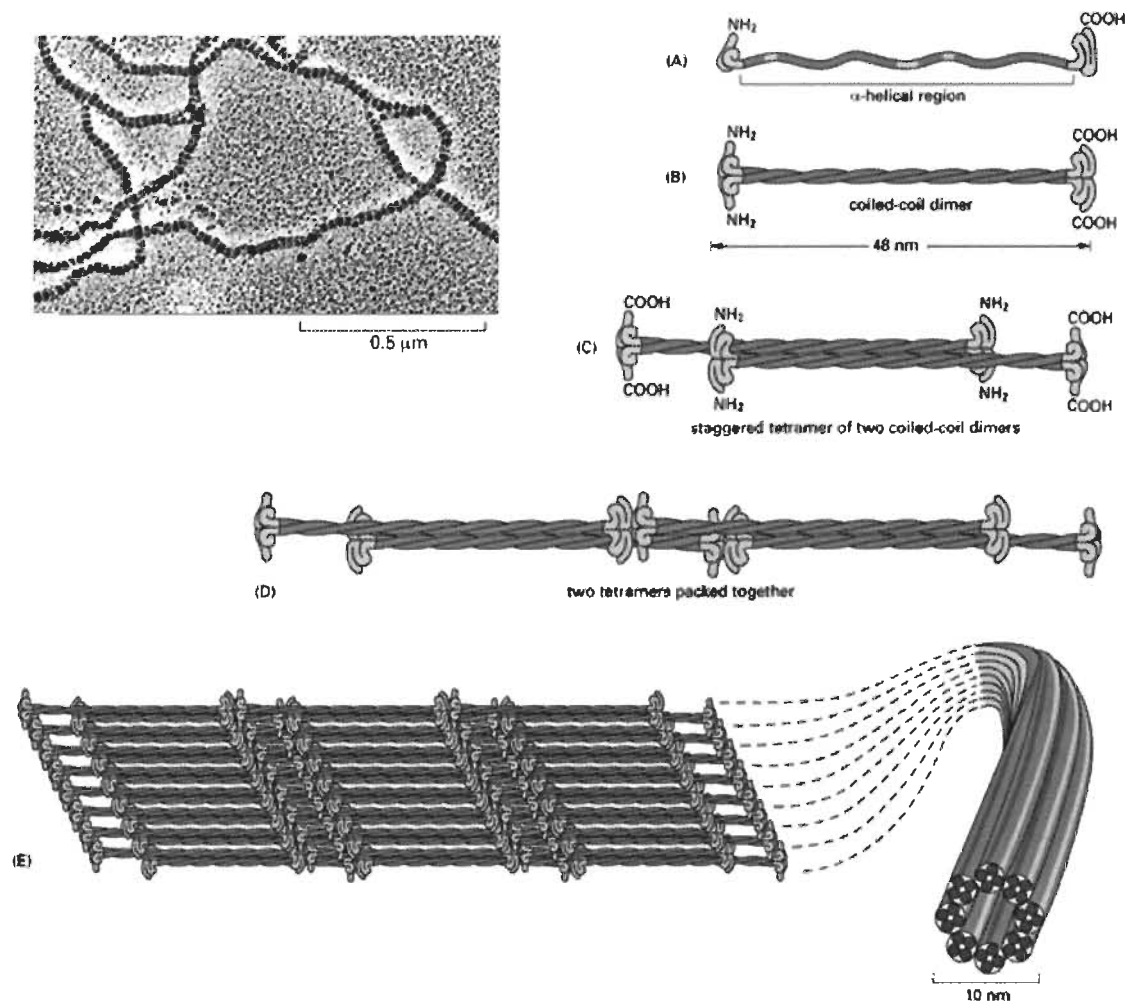 0.5 μm
NH₂
COOH
(A)
α-helical region
NH₂
COOH
(B)
coiled-coil dimer
NH₂
COOH
48 nm
COOH
NH₂
NH₂
COOH
(C)
COOH
NH₂
NH₂
COOH
staggered tetramer of two coiled-coil dimers
(D)
two tetramers packed together
(E)
10 nm